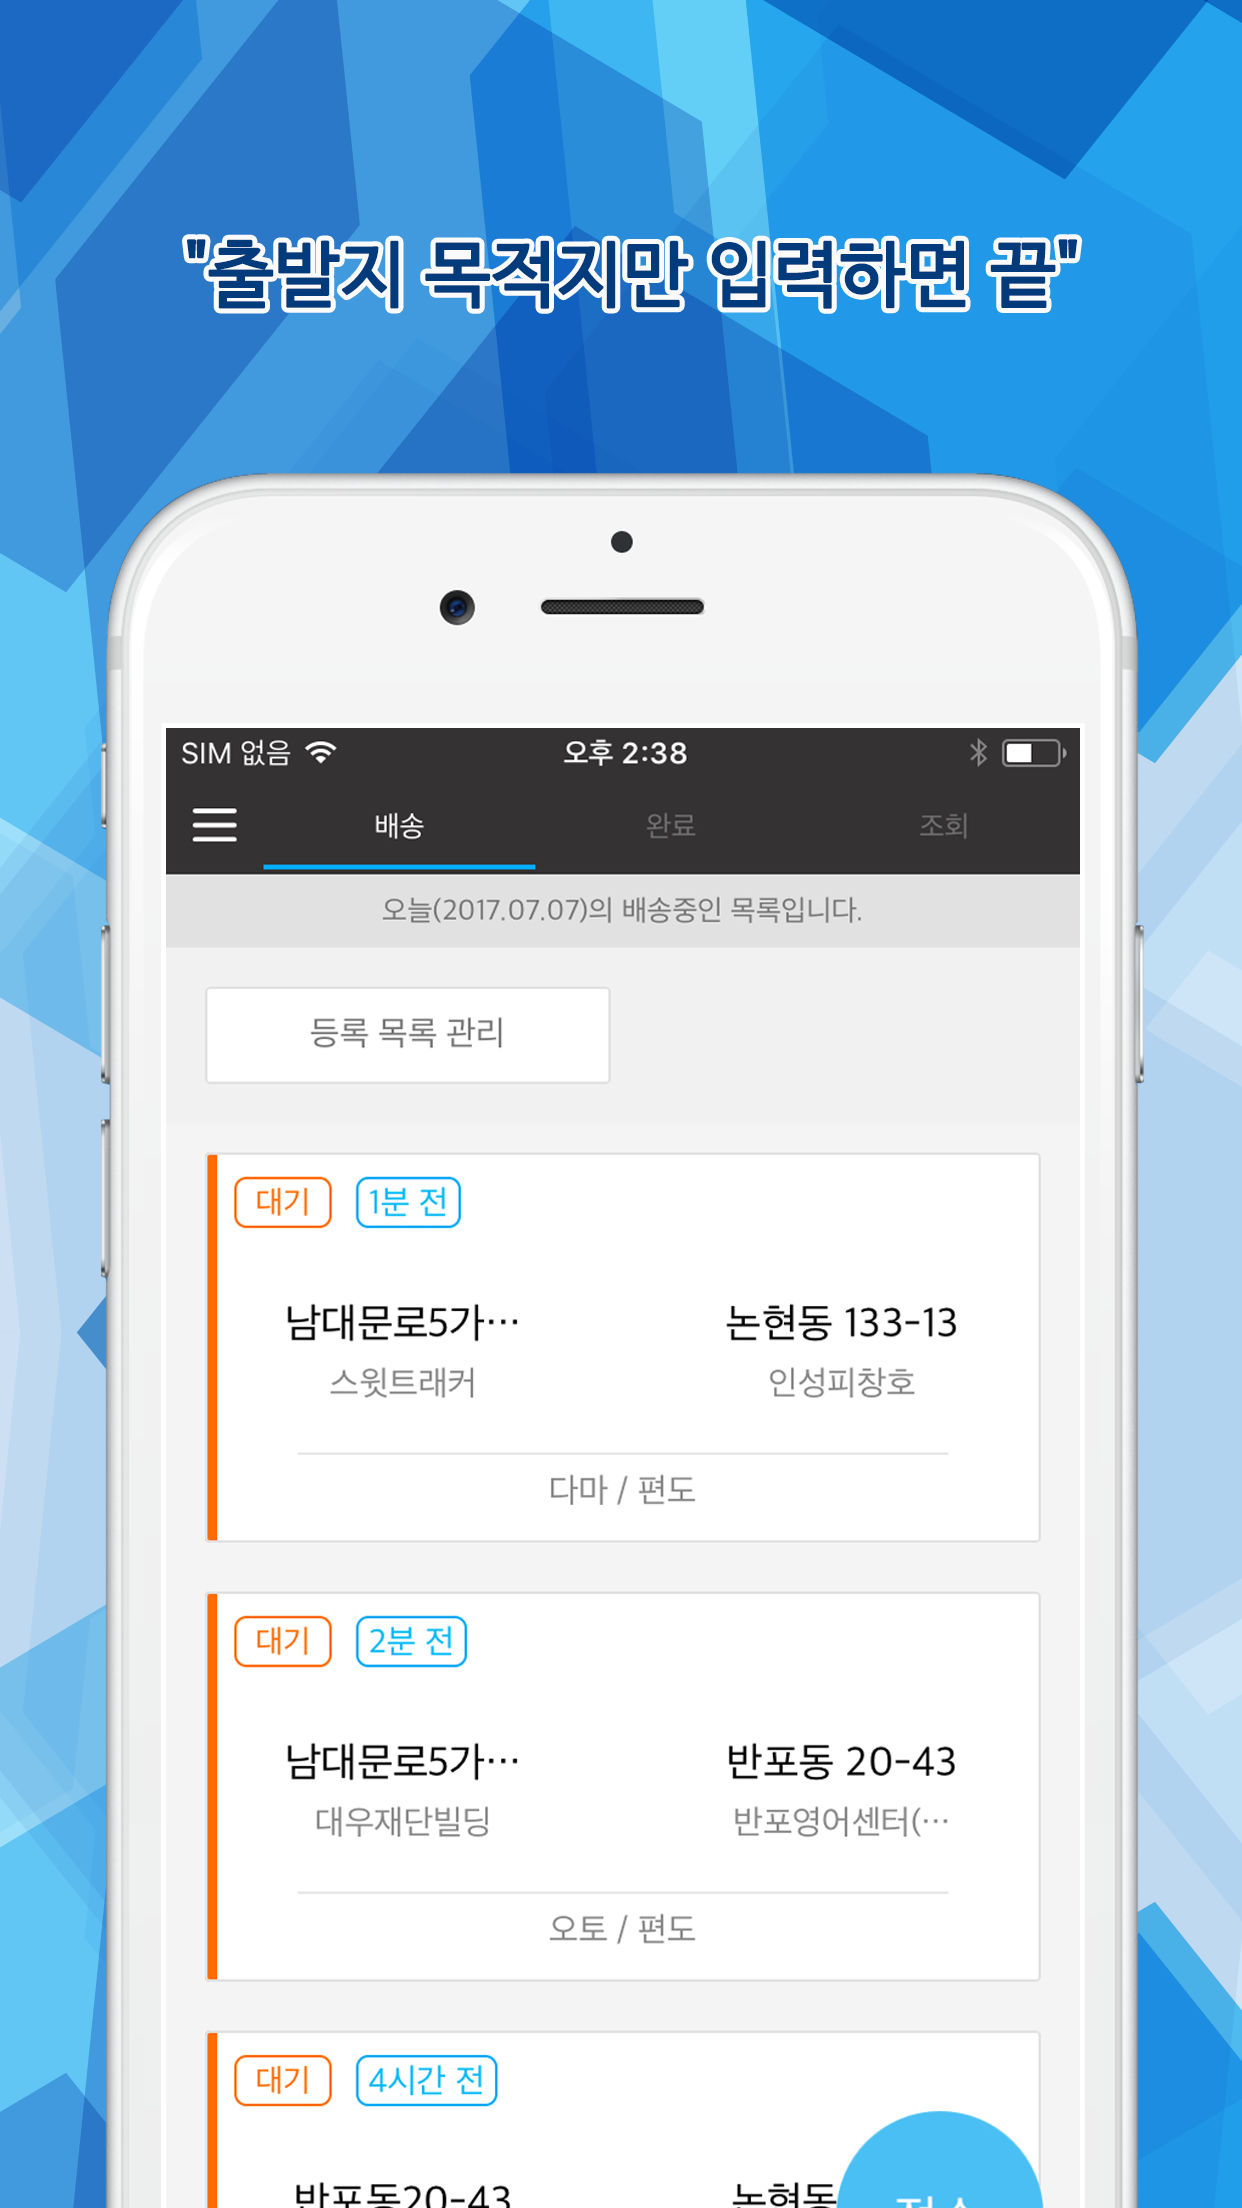 "출발지 목적지만 입력하면 끝"
SIM 없음 오후 2:38
배송 완료 조회
오늘(2017.07.07)의 배송중인 목록입니다.
등록 목록 관리
대기 1분 전
남대문로5가… 논현동 133-13
스윗트래커 인성피창호
다마 / 편도
대기 2분 전
남대문로5가… 반포동 20-43
대우재단빌딩 반포영어센터(…
오토 / 편도
대기 4시간 전
반포동20-43 논현동